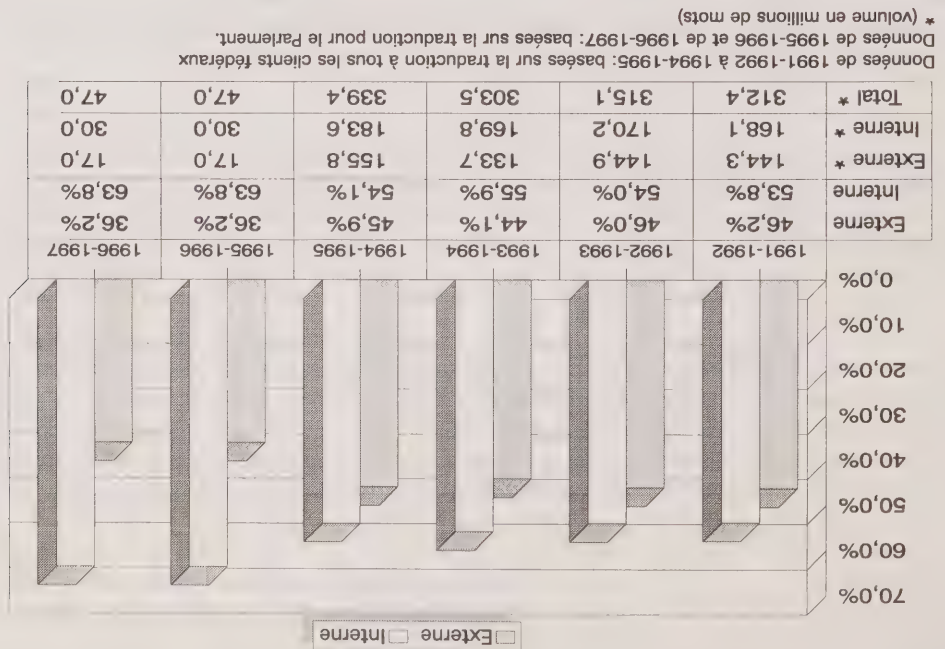 Externe Interne
70,0%
60,0%
50,0%
40,0%
30,0%
20,0%
10,0%
0,0%
1991-1992 1992-1993 1993-1994 1994-1995 1995-1996 1996-1997
Externe 46,2% 46,0% 44,1% 45,9% 36,2% 36,2%
Interne 53,8% 54,0% 55,9% 54,1% 63,8% 63,8%
Externe * 144,3 144,9 133,7 155,8 17,0 17,0
Interne * 168,1 170,2 169,8 183,6 30,0 30,0
Total * 312,4 315,1 303,5 339,4 47,0 47,0
Données de 1991-1992 à 1994-1995: basées sur la traduction à tous les clients fédéraux
Données de 1995-1996 et de 1996-1997: basées sur la traduction pour le Parlement.
* (volume en millions de mots)